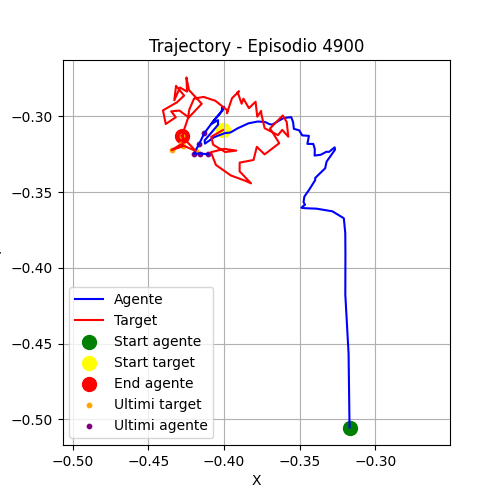 Trajectory - Episodio 4900
−0.30
−0.35
−0.40
−0.45
−0.50
Agente
Target
Start agente
Start target
End agente
Ultimi target
Ultimi agente
−0.50
−0.45
−0.40
−0.35
−0.30
X